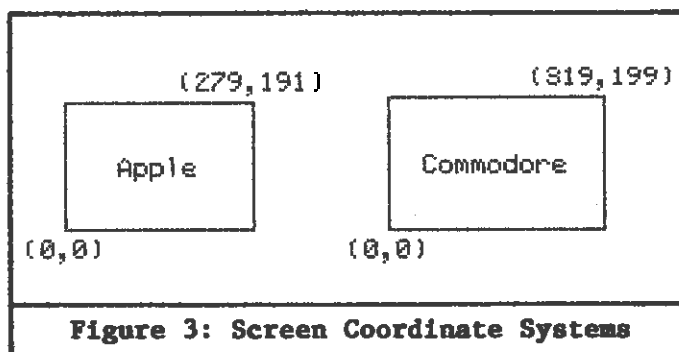 (279,191) (319,199)
Apple Commodore
(0,0) (0,0)
Figure 3: Screen Coordinate Systems